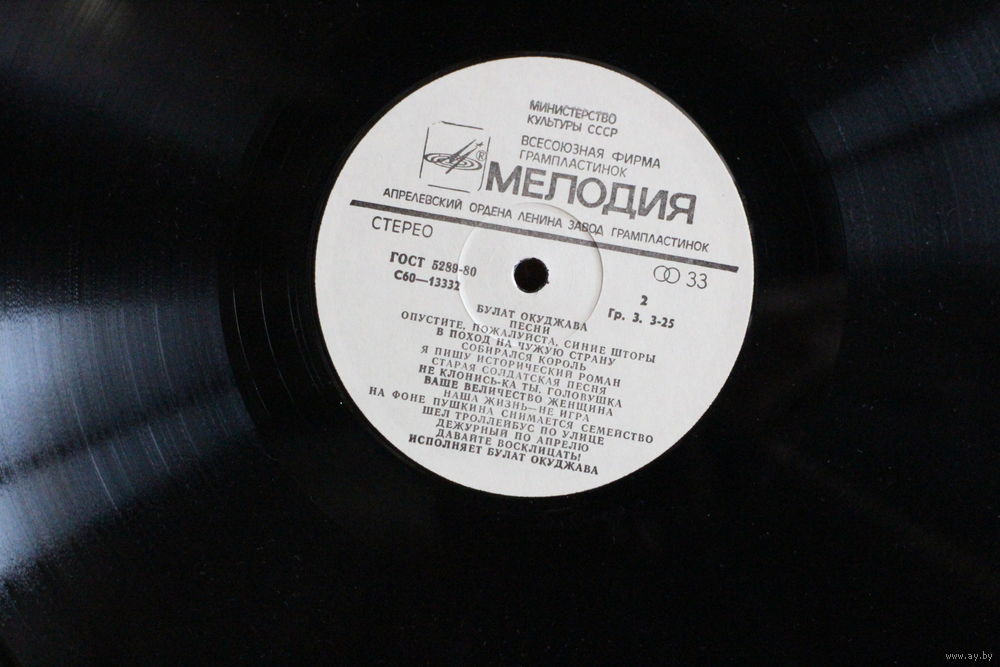 МИНИСТЕРСТВО
КУЛЬТУРЫ СССР
ВСЕСОЮЗНАЯ ФИРМА
ГРАМПЛАСТИНОК
®
МЕЛОДИЯ
АПРЕЛЕВСКИЙ ОРДЕНА ЛЕНИНА ЗАВОД ГРАМПЛАСТИНОК
СТЕРЕО
33
ГОСТ 5289-80
С60—13332
2
Гр. 3. 3-25
БУЛАТ ОКУДЖАВА
ПЕСНИ
ОПУСТИТЕ, ПОЖАЛУЙСТА, СИНИЕ ШТОРЫ
В ПОХОД НА ЧУЖУЮ СТРАНУ
СОБИРАЛСЯ КОРОЛЬ
Я ПИШУ ИСТОРИЧЕСКИЙ РОМАН
СТАРАЯ СОЛДАТСКАЯ ПЕСНЯ
НЕ КЛОНИСЬ-КА ТЫ, ГОЛОВУШКА
ВАШЕ ВЕЛИЧЕСТВО ЖЕНЩИНА
НАША ЖИЗНЬ—НЕ ИГРА
НА ФОНЕ ПУШКИНА СНИМАЕТСЯ СЕМЕЙСТВО
ШЕЛ ТРОЛЛЕЙБУС ПО УЛИЦЕ
ДЕЖУРНЫЙ ПО АПРЕЛЮ
ДАВАЙТЕ ВОСКЛИЦАТЬ!
ИСПОЛНЯЕТ БУЛАТ ОКУДЖАВА
www.ay.by